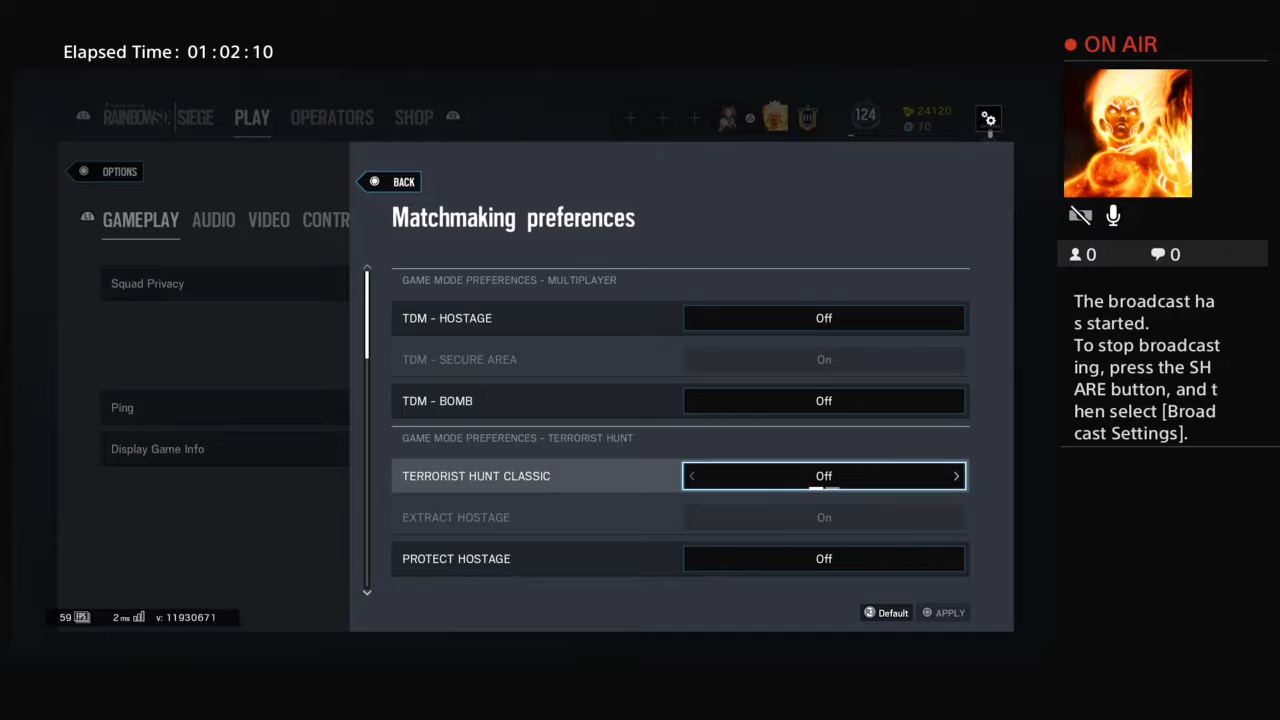 Elapsed Time: 01:02:10
ON AIR
RAINBOW SIEGE PLAY OPERATORS SHOP
124
24120
70
OPTIONS
BACK
GAMEPLAY AUDIO VIDEO CONTR
Matchmaking preferences
0 0
Squad Privacy
GAME MODE PREFERENCES - MULTIPLAYER
TDM - HOSTAGE Off
TDM - SECURE AREA On
TDM - BOMB Off
Ping
Display Game Info
GAME MODE PREFERENCES - TERRORIST HUNT
TERRORIST HUNT CLASSIC Off
EXTRACT HOSTAGE On
PROTECT HOSTAGE Off
The broadcast ha
s started.
To stop broadcast
ing, press the SH
ARE button, and t
hen select [Broad
cast Settings].
59 FPS 2 ms v: 11930671
R3 Default APPLY